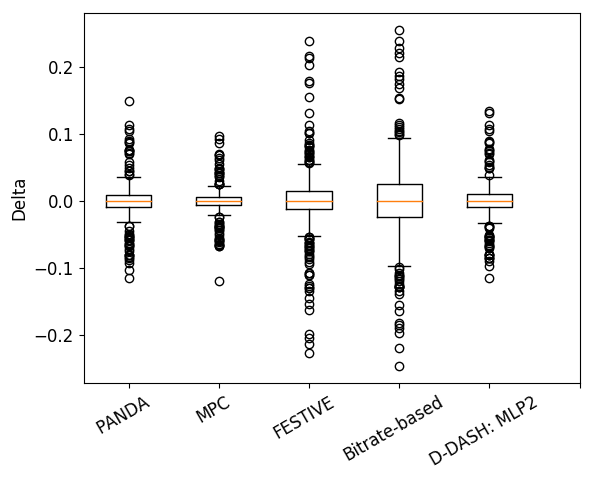 Delta
0.2
0.1
0.0
−0.1
−0.2
PANDA
MPC
FESTIVE
Bitrate-based
D-DASH: MLP2